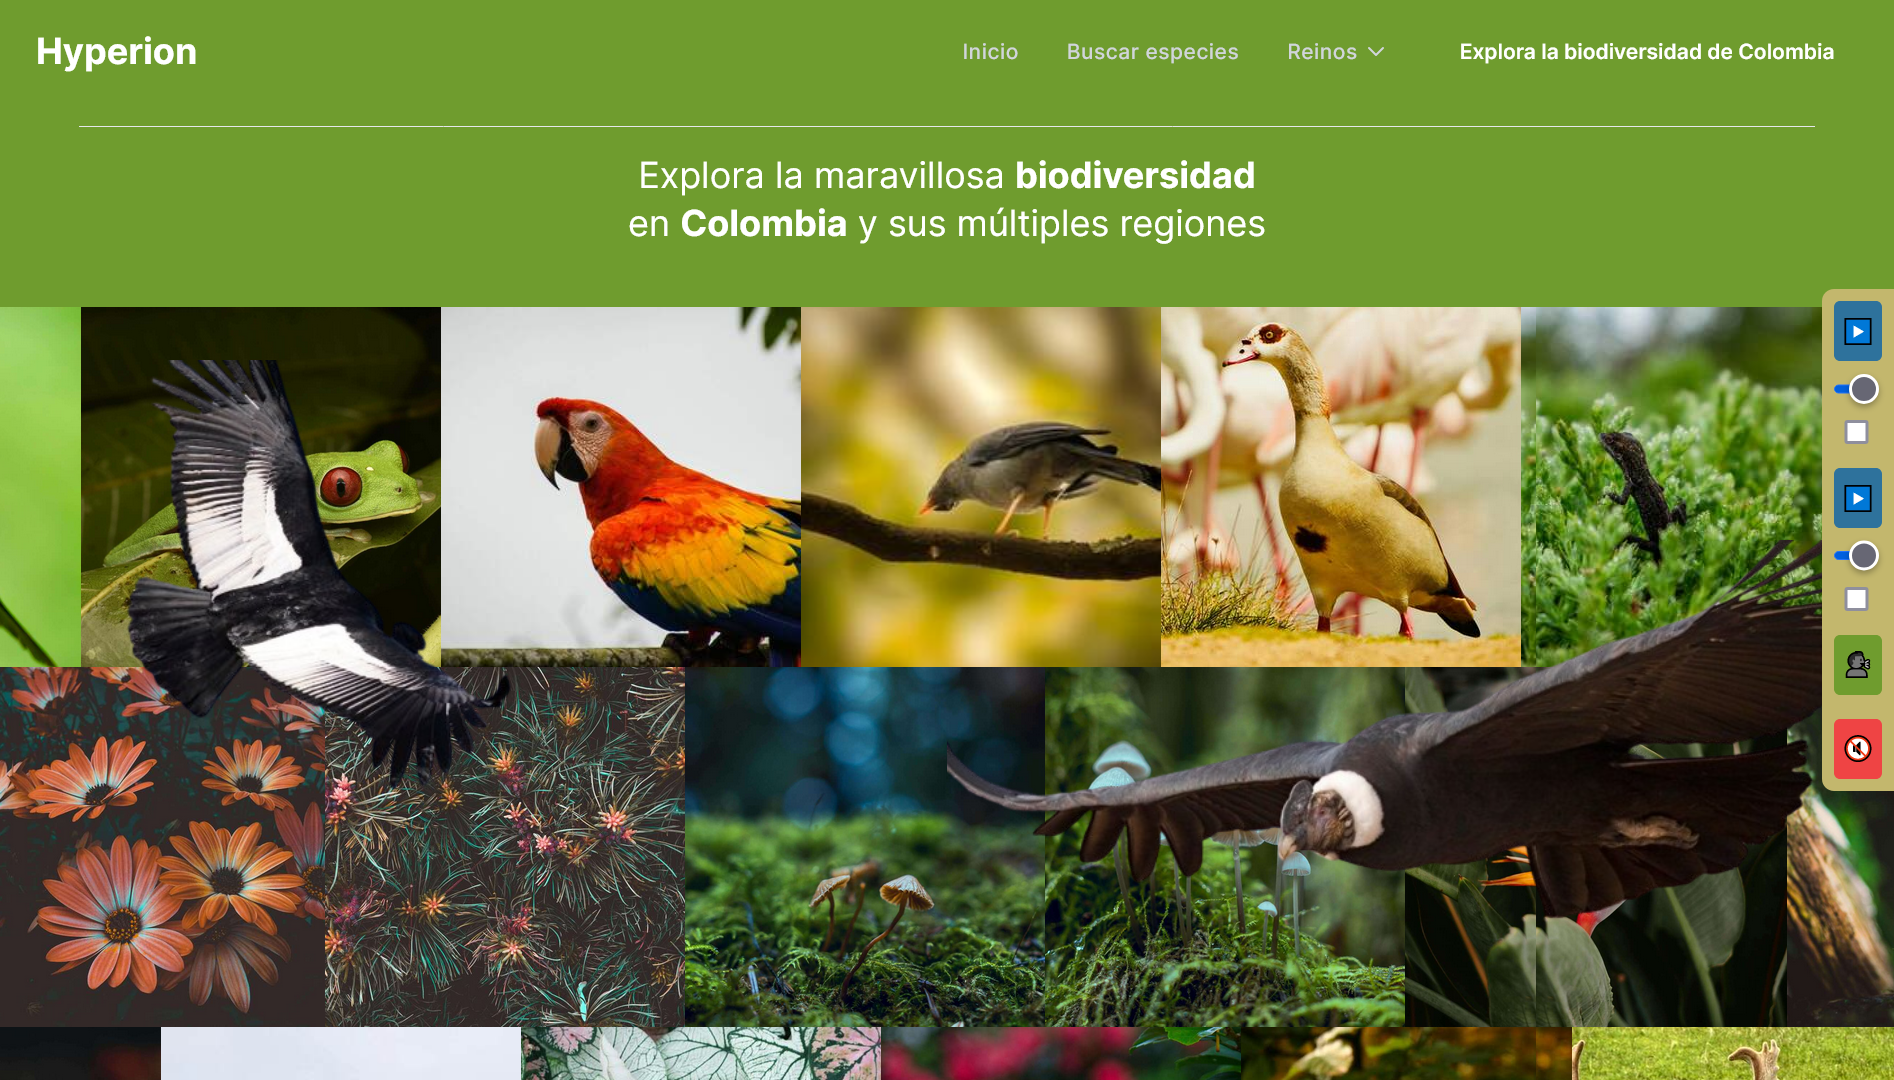 Hyperion
Inicio
Buscar especies
Reinos
Explora la biodiversidad de Colombia
Explora la maravillosa biodiversidad
en Colombia y sus múltiples regiones